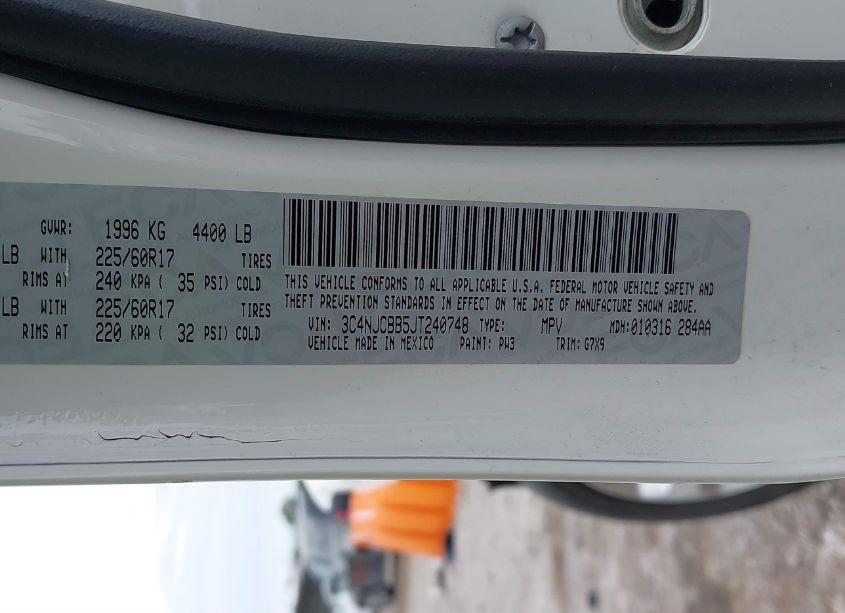 GVWR: 1996 KG 4400 LB
LB WITH 225/60R17 TIRES
RIMS AT 240 KPA ( 35 PSI) COLD
LB WITH 225/60R17 TIRES
RIMS AT 220 KPA ( 32 PSI) COLD
THIS VEHICLE CONFORMS TO ALL APPLICABLE U.S.A. FEDERAL MOTOR VEHICLE SAFETY AND
THEFT PREVENTION STANDARDS IN EFFECT ON THE DATE OF MANUFACTURE SHOWN ABOVE.
VIN: 3C4NJCBB5JT240748 TYPE: MPV MDH: 010316 284AA
VEHICLE MADE IN MEXICO PAINT: PW3 TRIM: G7X9